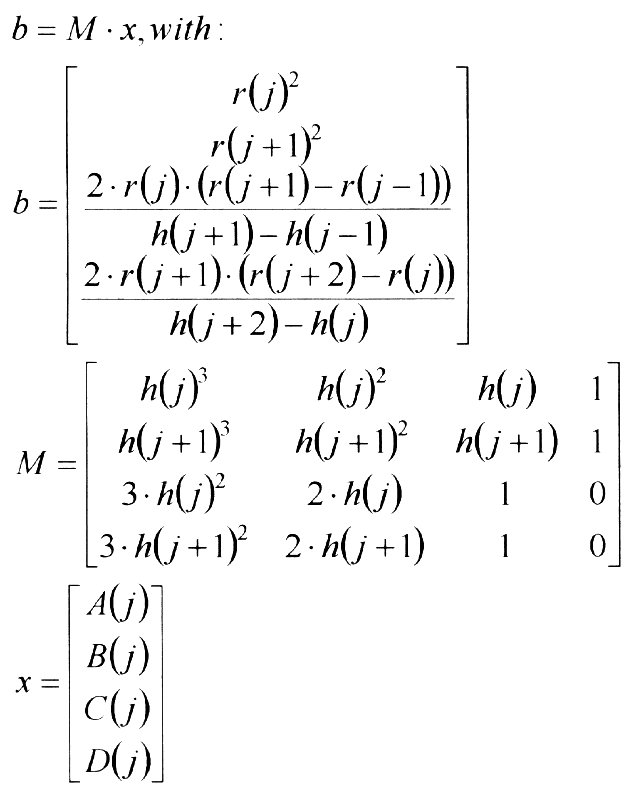 b = M · x, with:
b = [ r(j)²
r(j+1)²
2·r(j)·(r(j+1)−r(j−1))
h(j+1)−h(j−1)
2·r(j+1)·(r(j+2)−r(j))
h(j+2)−h(j) ]
M = [ h(j)³ h(j)² h(j) 1
h(j+1)³ h(j+1)² h(j+1) 1
3·h(j)² 2·h(j) 1 0
3·h(j+1)² 2·h(j+1) 1 0 ]
x = [ A(j)
B(j)
C(j)
D(j) ]